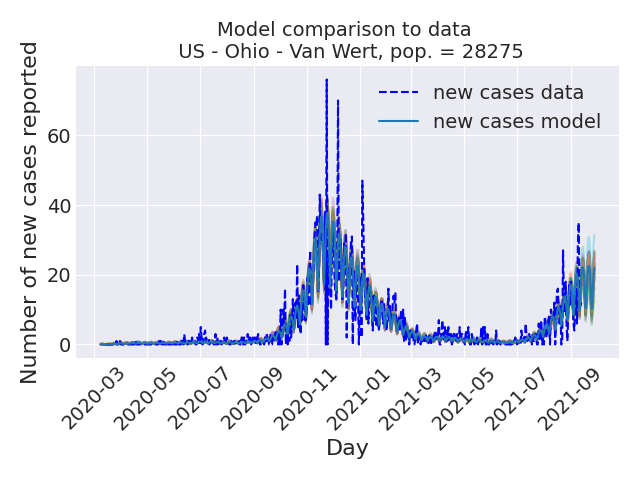 Model comparison to data
US - Ohio - Van Wert, pop. = 28275
Number of new cases reported
60
40
20
0
new cases data
new cases model
2020-03
2020-05
2020-07
2020-09
2020-11
2021-01
2021-03
2021-05
2021-07
2021-09
Day